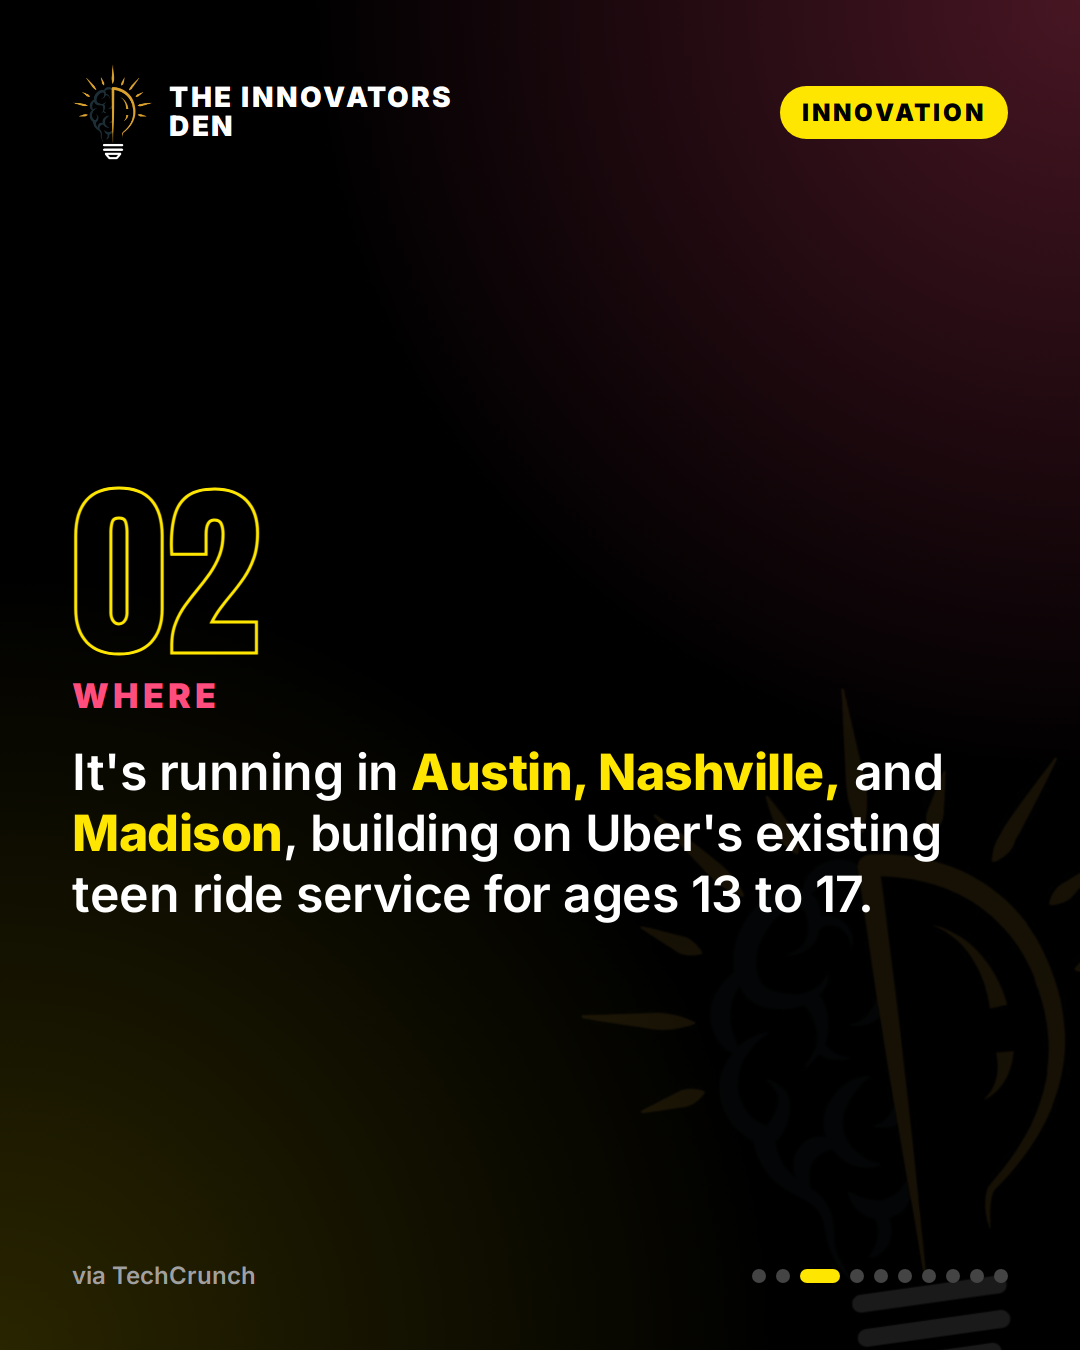 THE INNOVATORS
DEN
INNOVATION
02
WHERE
It's running in Austin, Nashville, and
Madison, building on Uber's existing
teen ride service for ages 13 to 17.
via TechCrunch